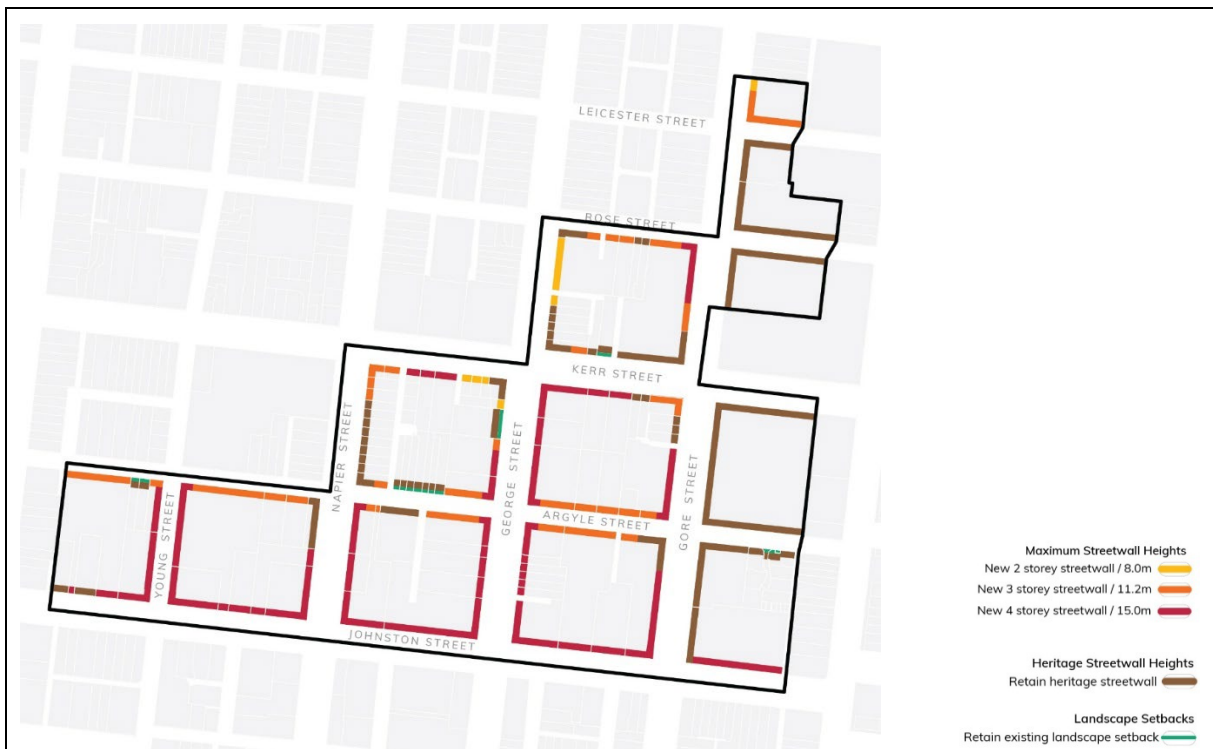 LEICESTER STREET
ROSE STREET
KERR STREET
NAPIER STREET
GEORGE STREET
GORE STREET
ARGYLE STREET
YOUNG STREET
JOHNSTON STREET
Maximum Streetwall Heights
New 2 storey streetwall / 8.0m
New 3 storey streetwall / 11.2m
New 4 storey streetwall / 15.0m
Heritage Streetwall Heights
Retain heritage streetwall
Landscape Setbacks
Retain existing landscape setback